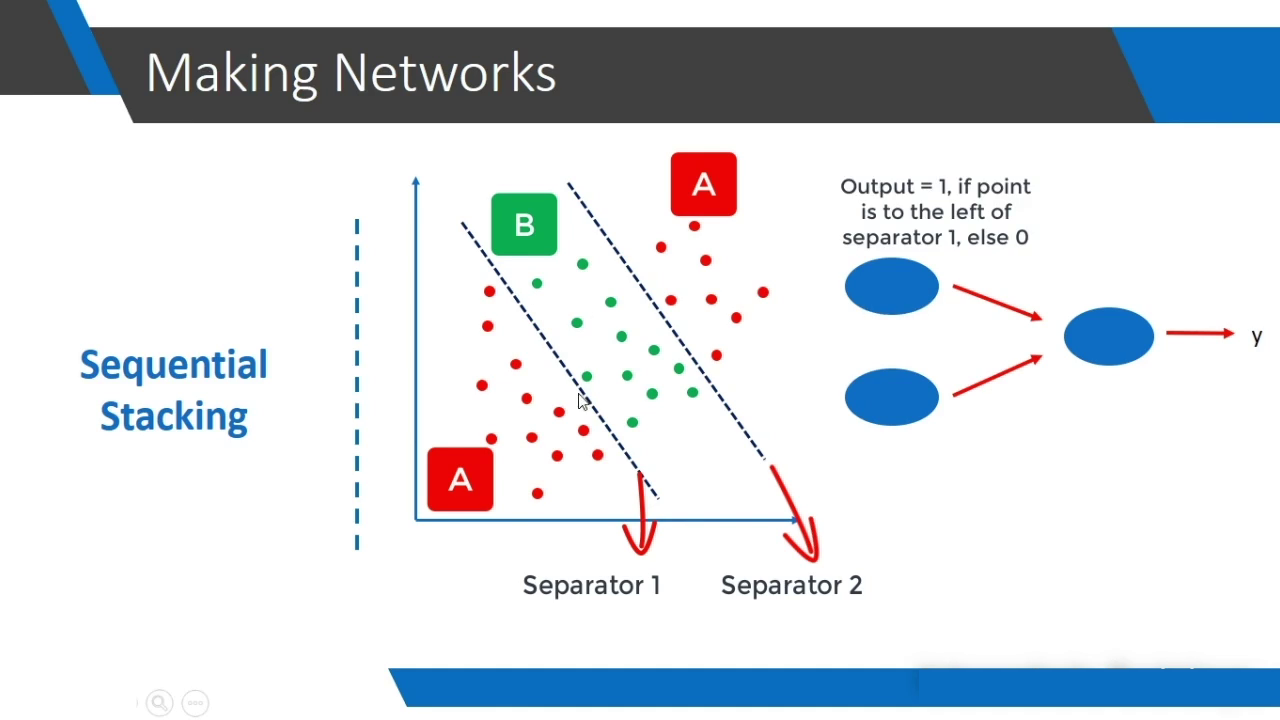 Making Networks
Sequential
Stacking
B
A
A
Separator 1
Separator 2
Output = 1, if point
is to the left of
separator 1, else 0
y